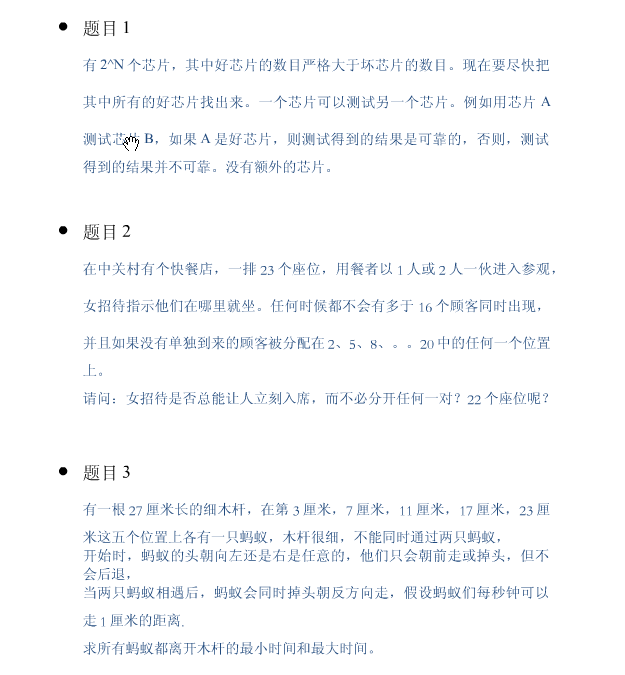 题目 1
有 2^N 个芯片，其中好芯片的数目严格大于坏芯片的数目。现在要尽快把
其中所有的好芯片找出来。一个芯片可以测试另一个芯片。例如用芯片 A
测试芯片 B，如果 A 是好芯片，则测试得到的结果是可靠的，否则，测试
得到的结果并不可靠。没有额外的芯片。
题目 2
在中关村有个快餐店，一排 23 个座位，用餐者以 1 人或 2 人一伙进入参观，
女招待指示他们在哪里就坐。任何时候都不会有多于 16 个顾客同时出现，
并且如果没有单独到来的顾客被分配在 2、5、8、。。20 中的任何一个位置
上。
请问：女招待是否总能让人立刻入席，而不必分开任何一对？22 个座位呢？
题目 3
有一根 27 厘米长的细木杆，在第 3 厘米，7 厘米，11 厘米，17 厘米，23 厘
米这五个位置上各有一只蚂蚁，木杆很细，不能同时通过两只蚂蚁，
开始时，蚂蚁的头朝向左还是右是任意的，他们只会朝前走或掉头，但不
会后退，
当两只蚂蚁相遇后，蚂蚁会同时掉头朝反方向走，假设蚂蚁们每秒钟可以
走 1 厘米的距离.
求所有蚂蚁都离开木杆的最小时间和最大时间。